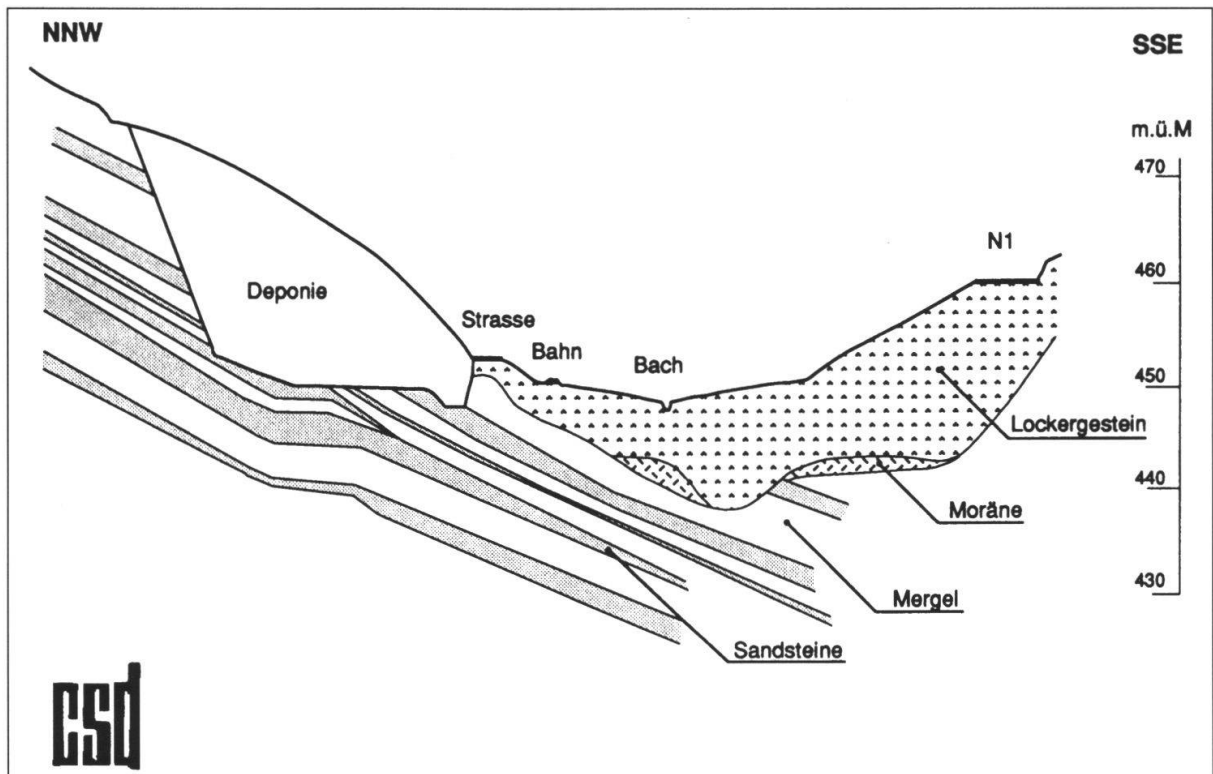 NNW
SSE
m.ü.M
470
N1
460
Deponie
Strasse
Bahn
Bach
450
Lockergestein
440
Moräne
Mergel
430
Sandsteine
csd